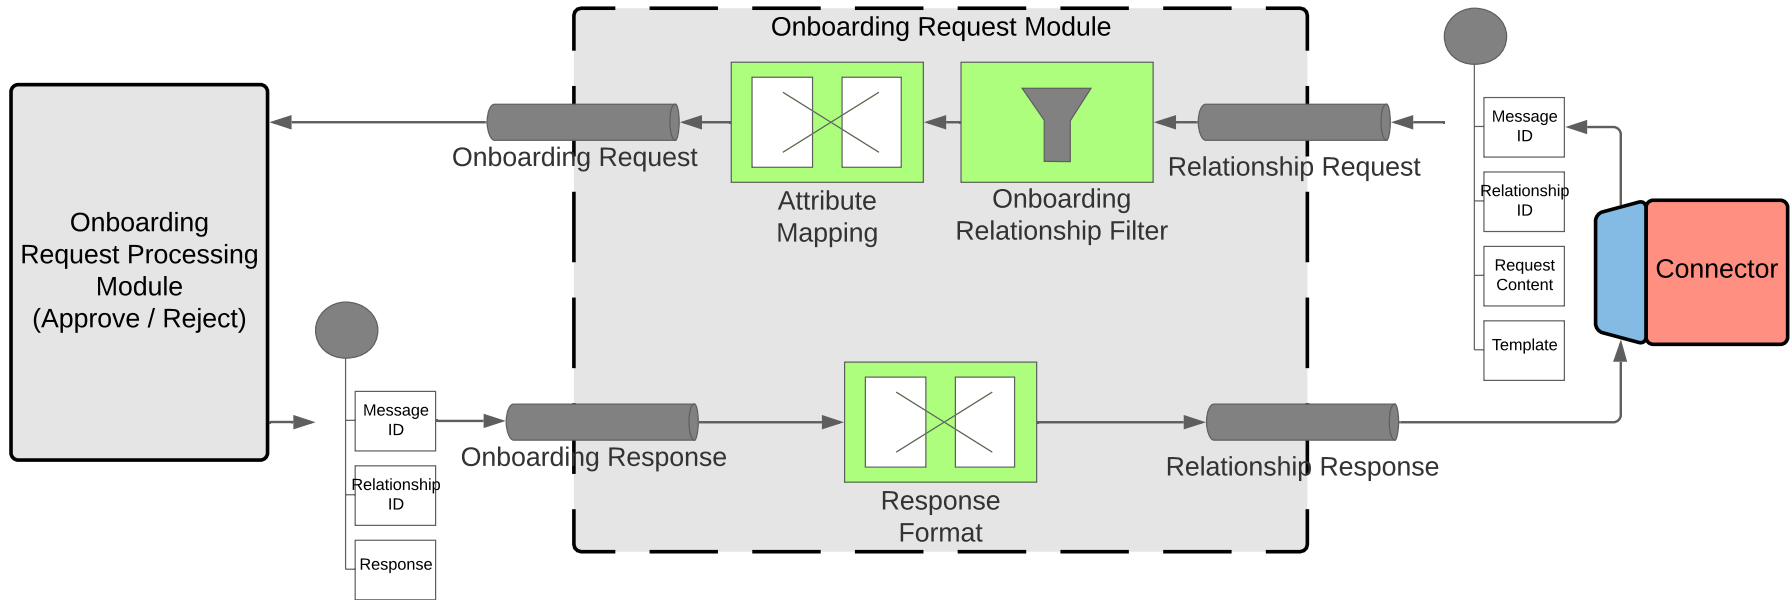 Onboarding Request Module
Onboarding
Request Processing
Module
(Approve / Reject)
Onboarding Request
Attribute
Mapping
Onboarding
Relationship Filter
Relationship Request
Message
ID
Relationship
ID
Request
Content
Template
Connector
Message
ID
Relationship
ID
Response
Onboarding Response
Response
Format
Relationship Response